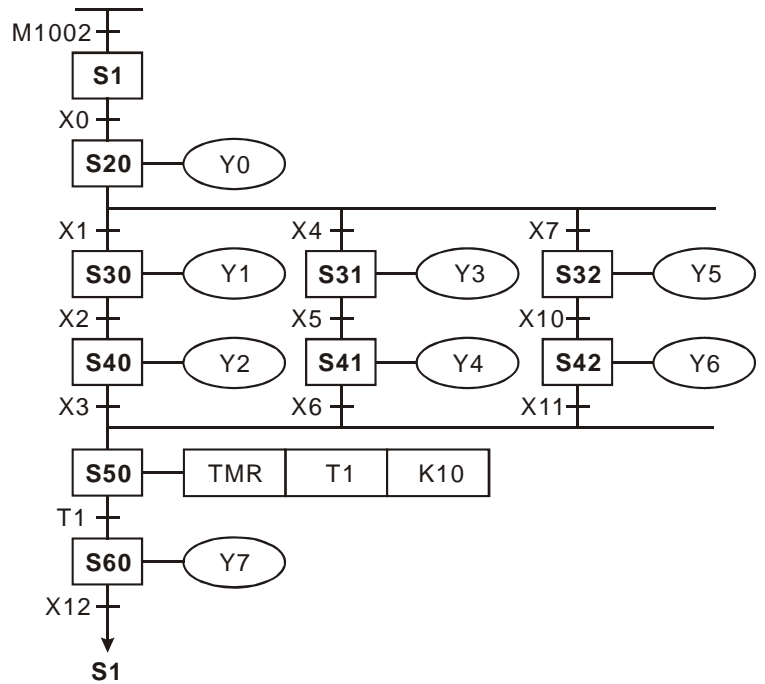 M1002
S1
X0
S20 Y0
X1 X4 X7
S30 Y1 S31 Y3 S32 Y5
X2 X5 X10
S40 Y2 S41 Y4 S42 Y6
X3 X6 X11
S50 TMR T1 K10
T1
S60 Y7
X12
S1